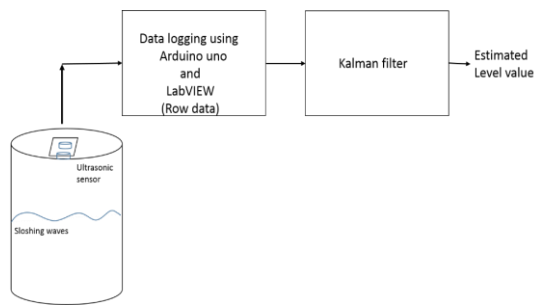 Data logging using
Arduino uno
and
LabVIEW
(Row data)
Kalman filter
Estimated
Level value
Ultrasonic
sensor
Sloshing waves